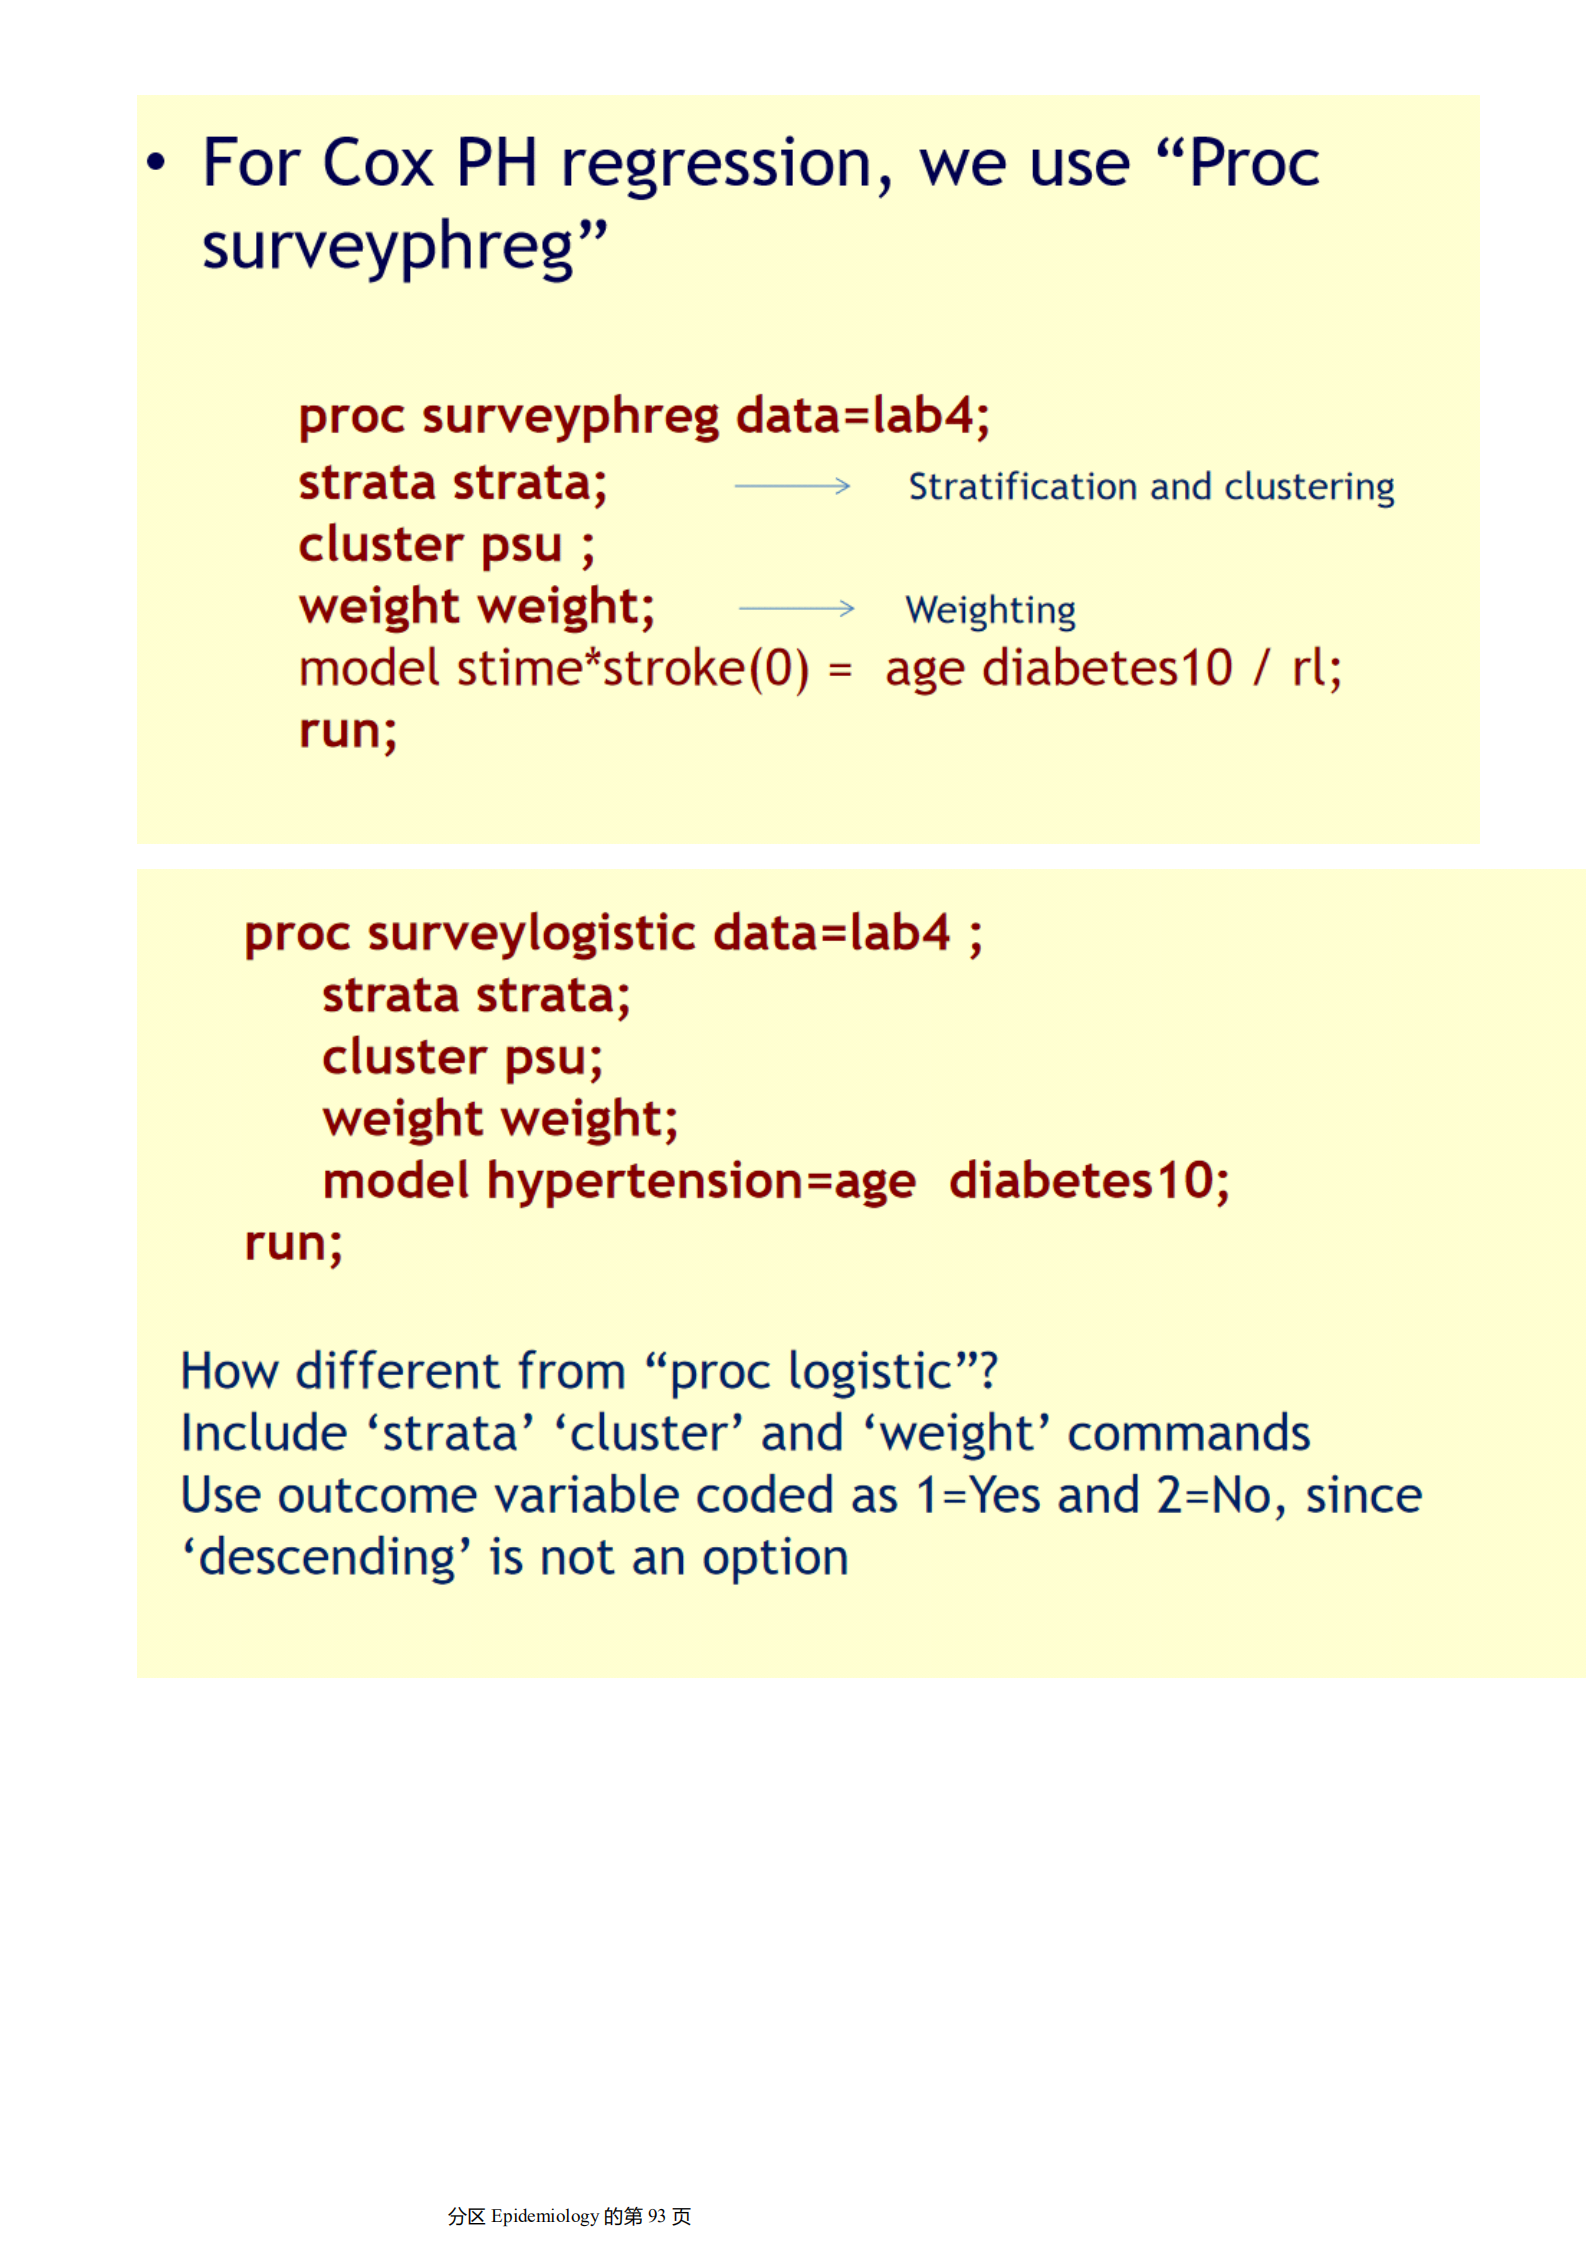 • For Cox PH regression, we use “Proc
surveyphreg”
proc surveyphreg data=lab4;
strata strata; Stratification and clustering
cluster psu ;
weight weight; Weighting
model stime*stroke(0) = age diabetes10 / rl;
run;
proc surveylogistic data=lab4 ;
strata strata;
cluster psu;
weight weight;
model hypertension=age diabetes10;
run;
How different from “proc logistic”?
Include ‘strata’ ‘cluster’ and ‘weight’ commands
Use outcome variable coded as 1=Yes and 2=No, since
‘descending’ is not an option
分区 Epidemiology 的第 93 页